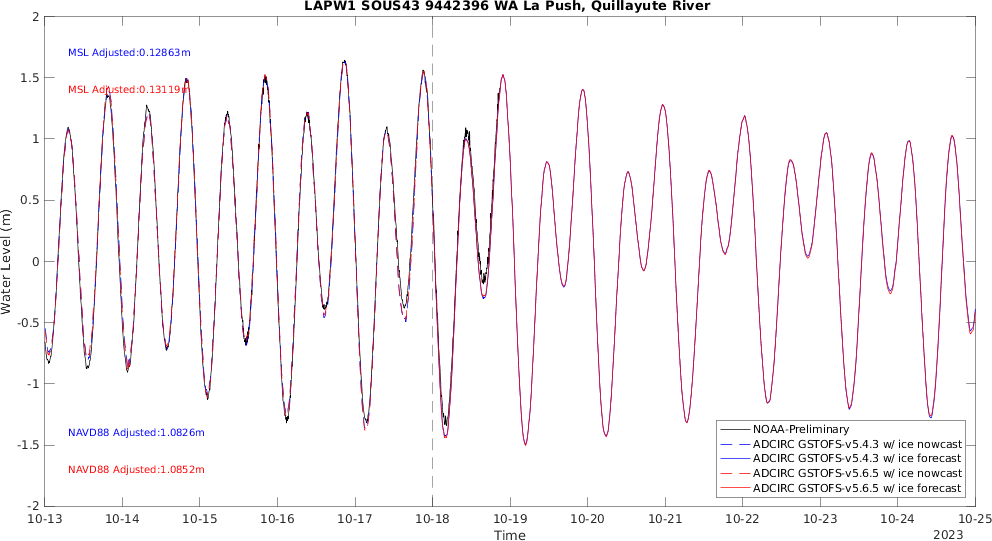 LAPW1 SOUS43 9442396 WA La Push, Quillayute River
2
1.5
1
0.5
0
-0.5
-1
-1.5
-2
Water Level (m)
MSL Adjusted:0.12863m
MSL Adjusted:0.13119m
NAVD88 Adjusted:1.0826m
NAVD88 Adjusted:1.0852m
NOAA-Preliminary
ADCIRC GSTOFS-v5.4.3 w/ ice nowcast
ADCIRC GSTOFS-v5.4.3 w/ ice forecast
ADCIRC GSTOFS-v5.6.5 w/ ice nowcast
ADCIRC GSTOFS-v5.6.5 w/ ice forecast
10-13 10-14 10-15 10-16 10-17 10-18 10-19 10-20 10-21 10-22 10-23 10-24 10-25
Time
2023